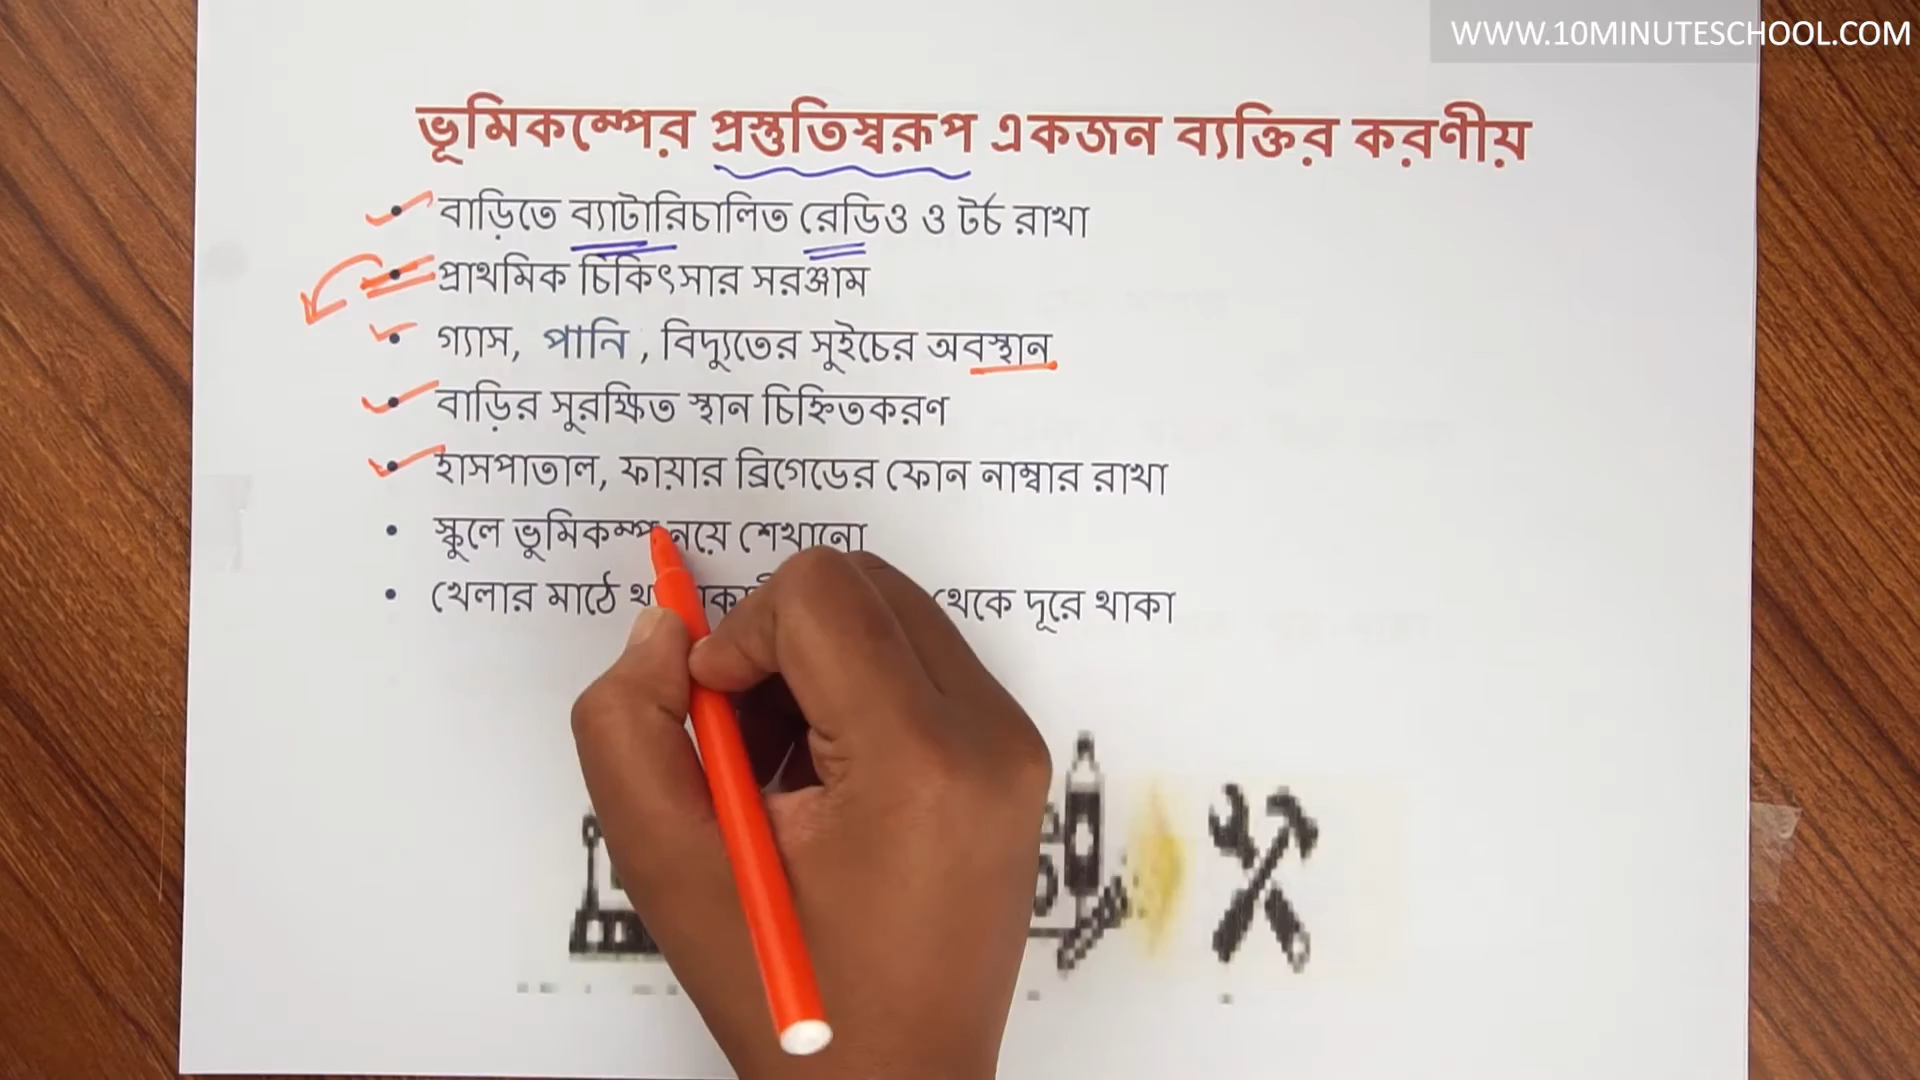 WWW.10MINUTESCHOOL.COM
ভূমিকম্পের প্রস্তুতিস্বরূপ একজন ব্যক্তির করণীয়
• বাড়িতে ব্যাটারিচালিত রেডিও ও টর্চ রাখা
• প্রাথমিক চিকিৎসার সরঞ্জাম
• গ্যাস, পানি , বিদ্যুতের সুইচের অবস্থান
• বাড়ির সুরক্ষিত স্থান চিহ্নিতকরণ
• হাসপাতাল, ফায়ার ব্রিগেডের ফোন নাম্বার রাখা
• স্কুলে ভূমিকম্প নিয়ে শেখানো
• খেলার মাঠে থেকে দূরে থাকা